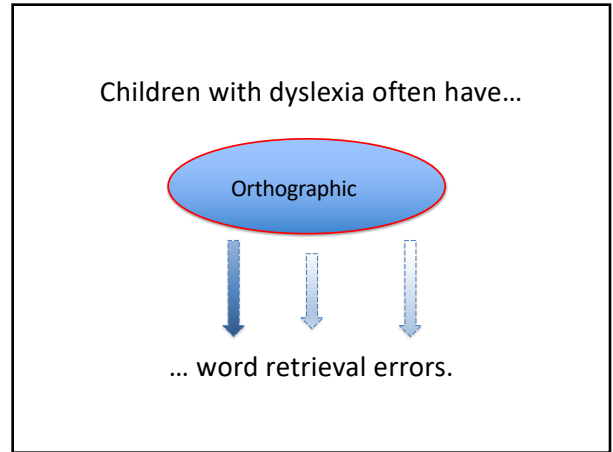 Children with dyslexia often have…
Orthographic
… word retrieval errors.